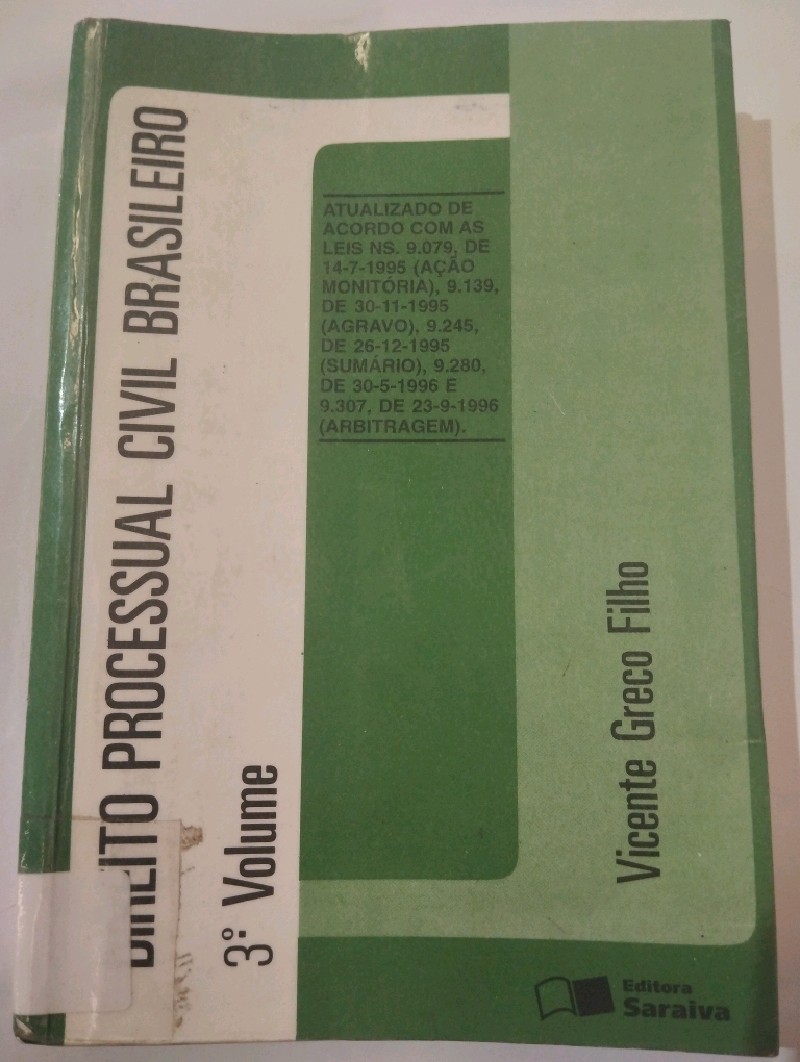 DIREITO PROCESSUAL CIVIL BRASILEIRO
3º Volume
ATUALIZADO DE
ACORDO COM AS
LEIS NS. 9.079, DE
14-7-1995 (AÇÃO
MONITÓRIA), 9.139,
DE 30-11-1995
(AGRAVO), 9.245,
DE 26-12-1995
(SUMÁRIO), 9.280,
DE 30-5-1996 E
9.307, DE 23-9-1996
(ARBITRAGEM).
Vicente Greco Filho
Editora
Saraiva